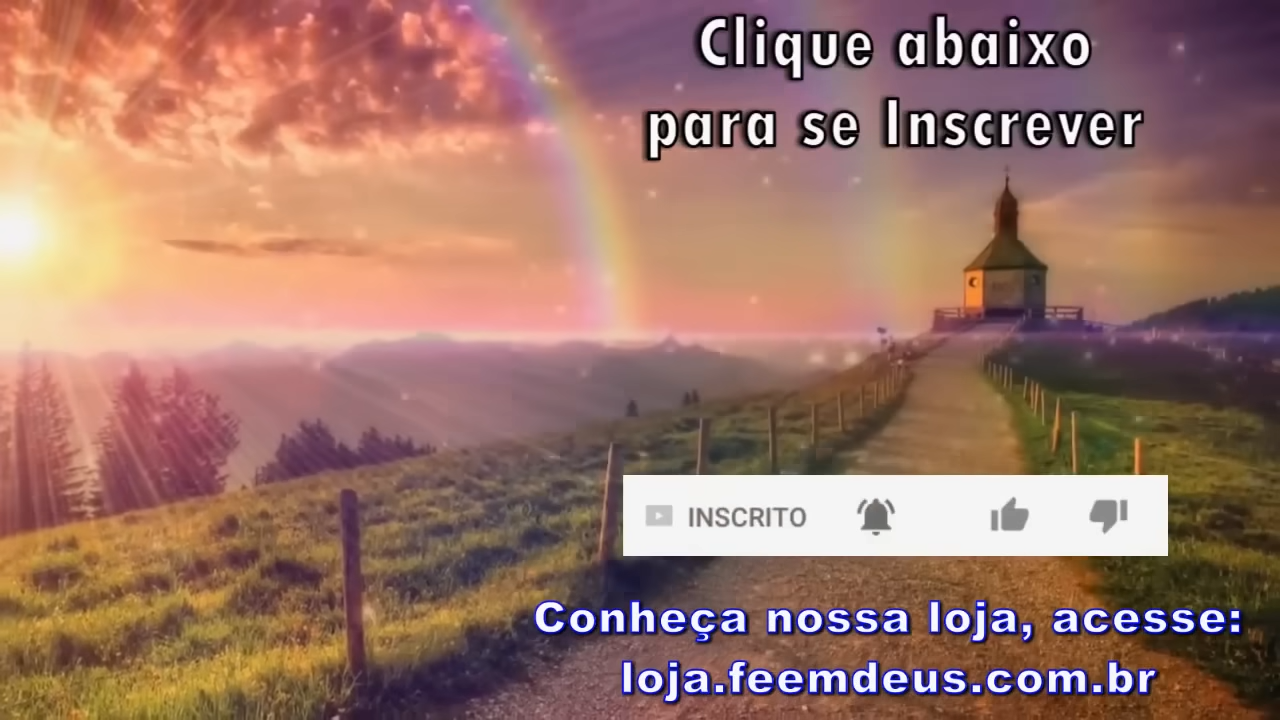 Clique abaixo
para se Inscrever
INSCRITO
Conheça nossa loja, acesse:
loja.feemdeus.com.br